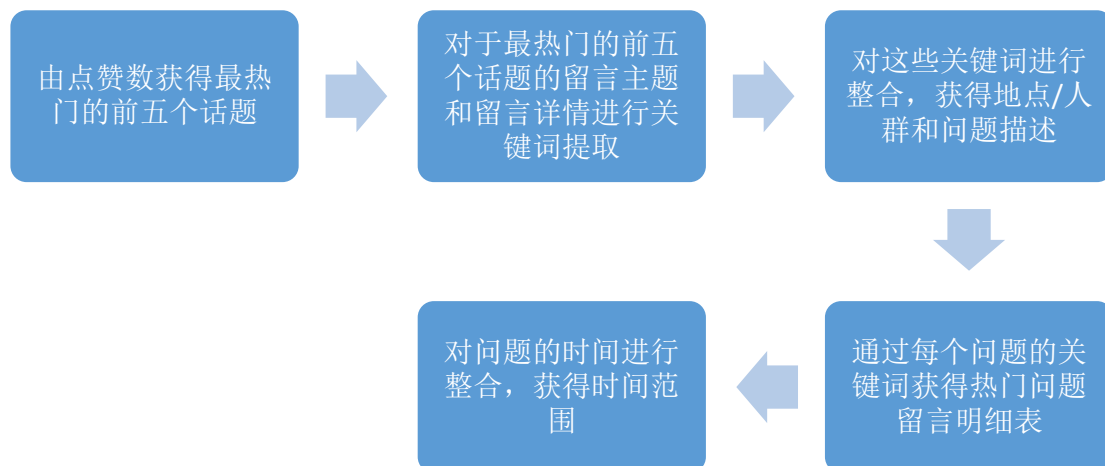 由点赞数获得最热
门的前五个话题
对于最热门的前五
个话题的留言主题
和留言详情进行关
键词提取
对这些关键词进行
整合，获得地点/人
群和问题描述
通过每个问题的关
键词获得热门问题
留言明细表
对问题的时间进行
整合，获得时间范
围